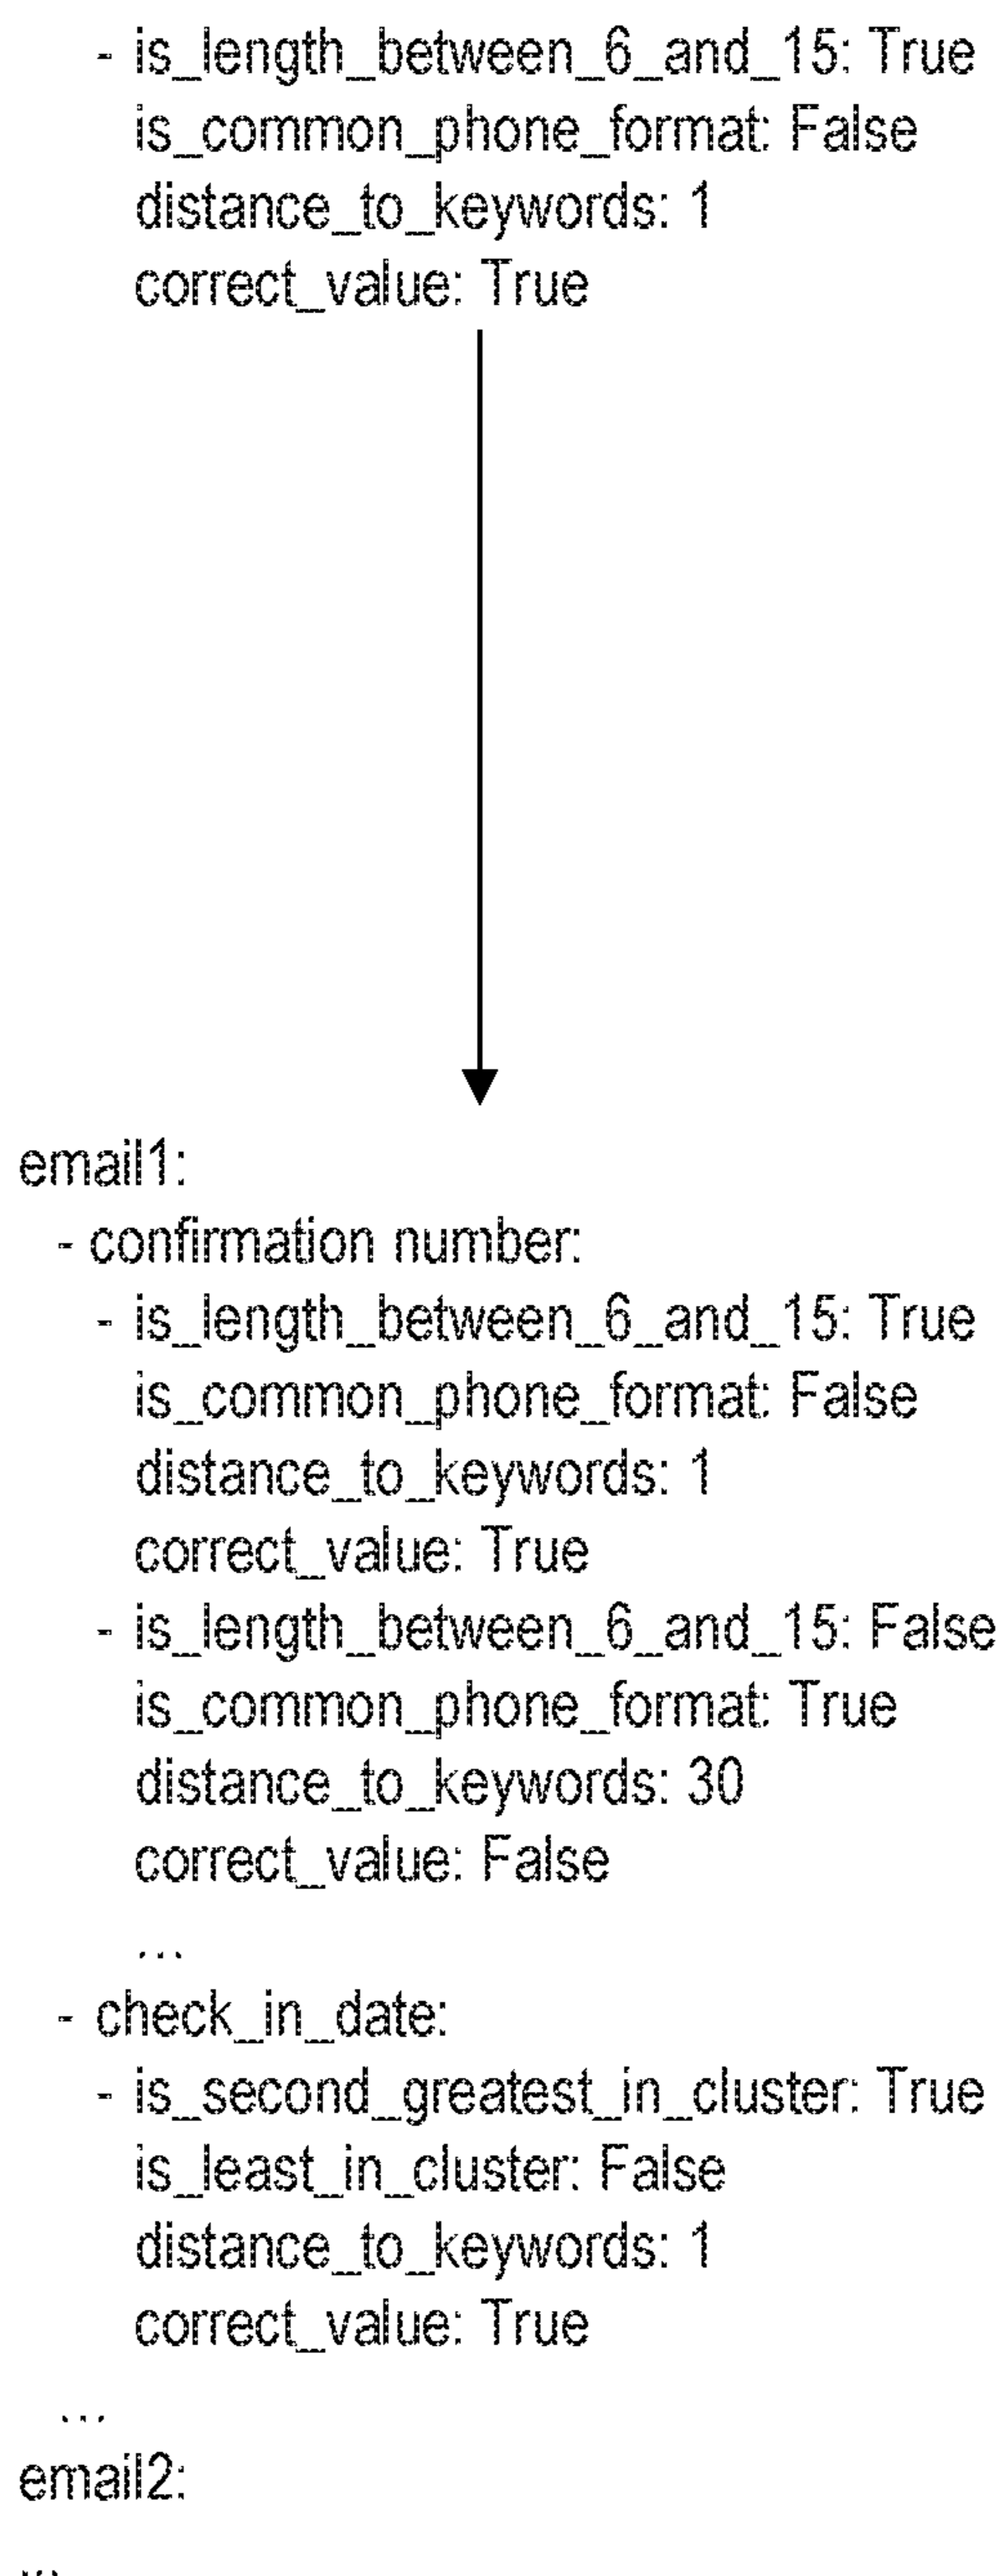 - is_length_between_6_and_15: True
is_common_phone_format: False
distance_to_keywords: 1
correct_value: True
email1:
- confirmation number:
- is_length_between_6_and_15: True
is_common_phone_format: False
distance_to_keywords: 1
correct_value: True
- is_length_between_6_and_15: False
is_common_phone_format: True
distance_to_keywords: 30
correct_value: False
...
- check_in_date:
- is_second_greatest_in_cluster: True
is_least_in_cluster: False
distance_to_keywords: 1
correct_value: True
...
email2:
...